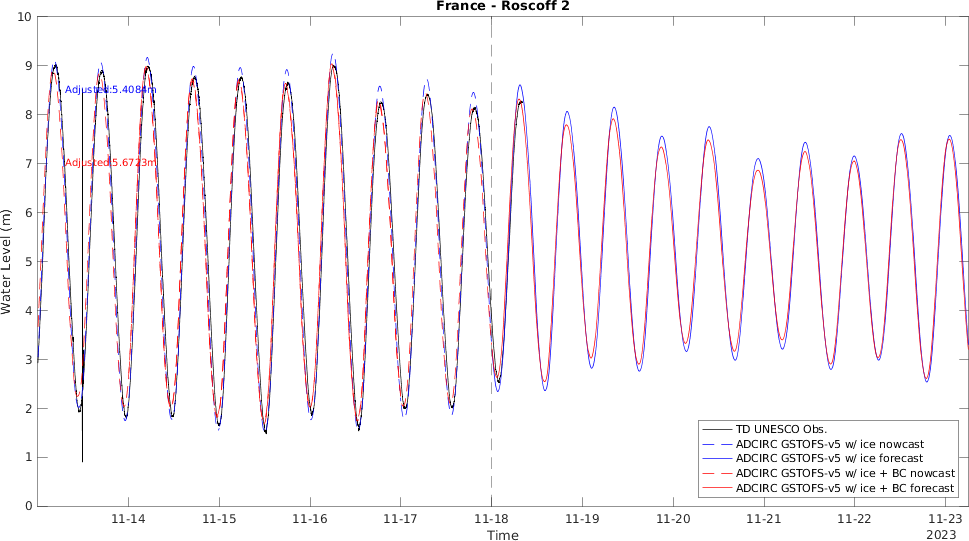 France - Roscoff 2
10
9
8
7
6
5
4
3
2
1
0
Water Level (m)
Adjusted:5.4084m
Adjusted:5.6723m
TD UNESCO Obs.
ADCIRC GSTOFS-v5 w/ ice nowcast
ADCIRC GSTOFS-v5 w/ ice forecast
ADCIRC GSTOFS-v5 w/ ice + BC nowcast
ADCIRC GSTOFS-v5 w/ ice + BC forecast
11-14 11-15 11-16 11-17 11-18 11-19 11-20 11-21 11-22 11-23
Time 2023